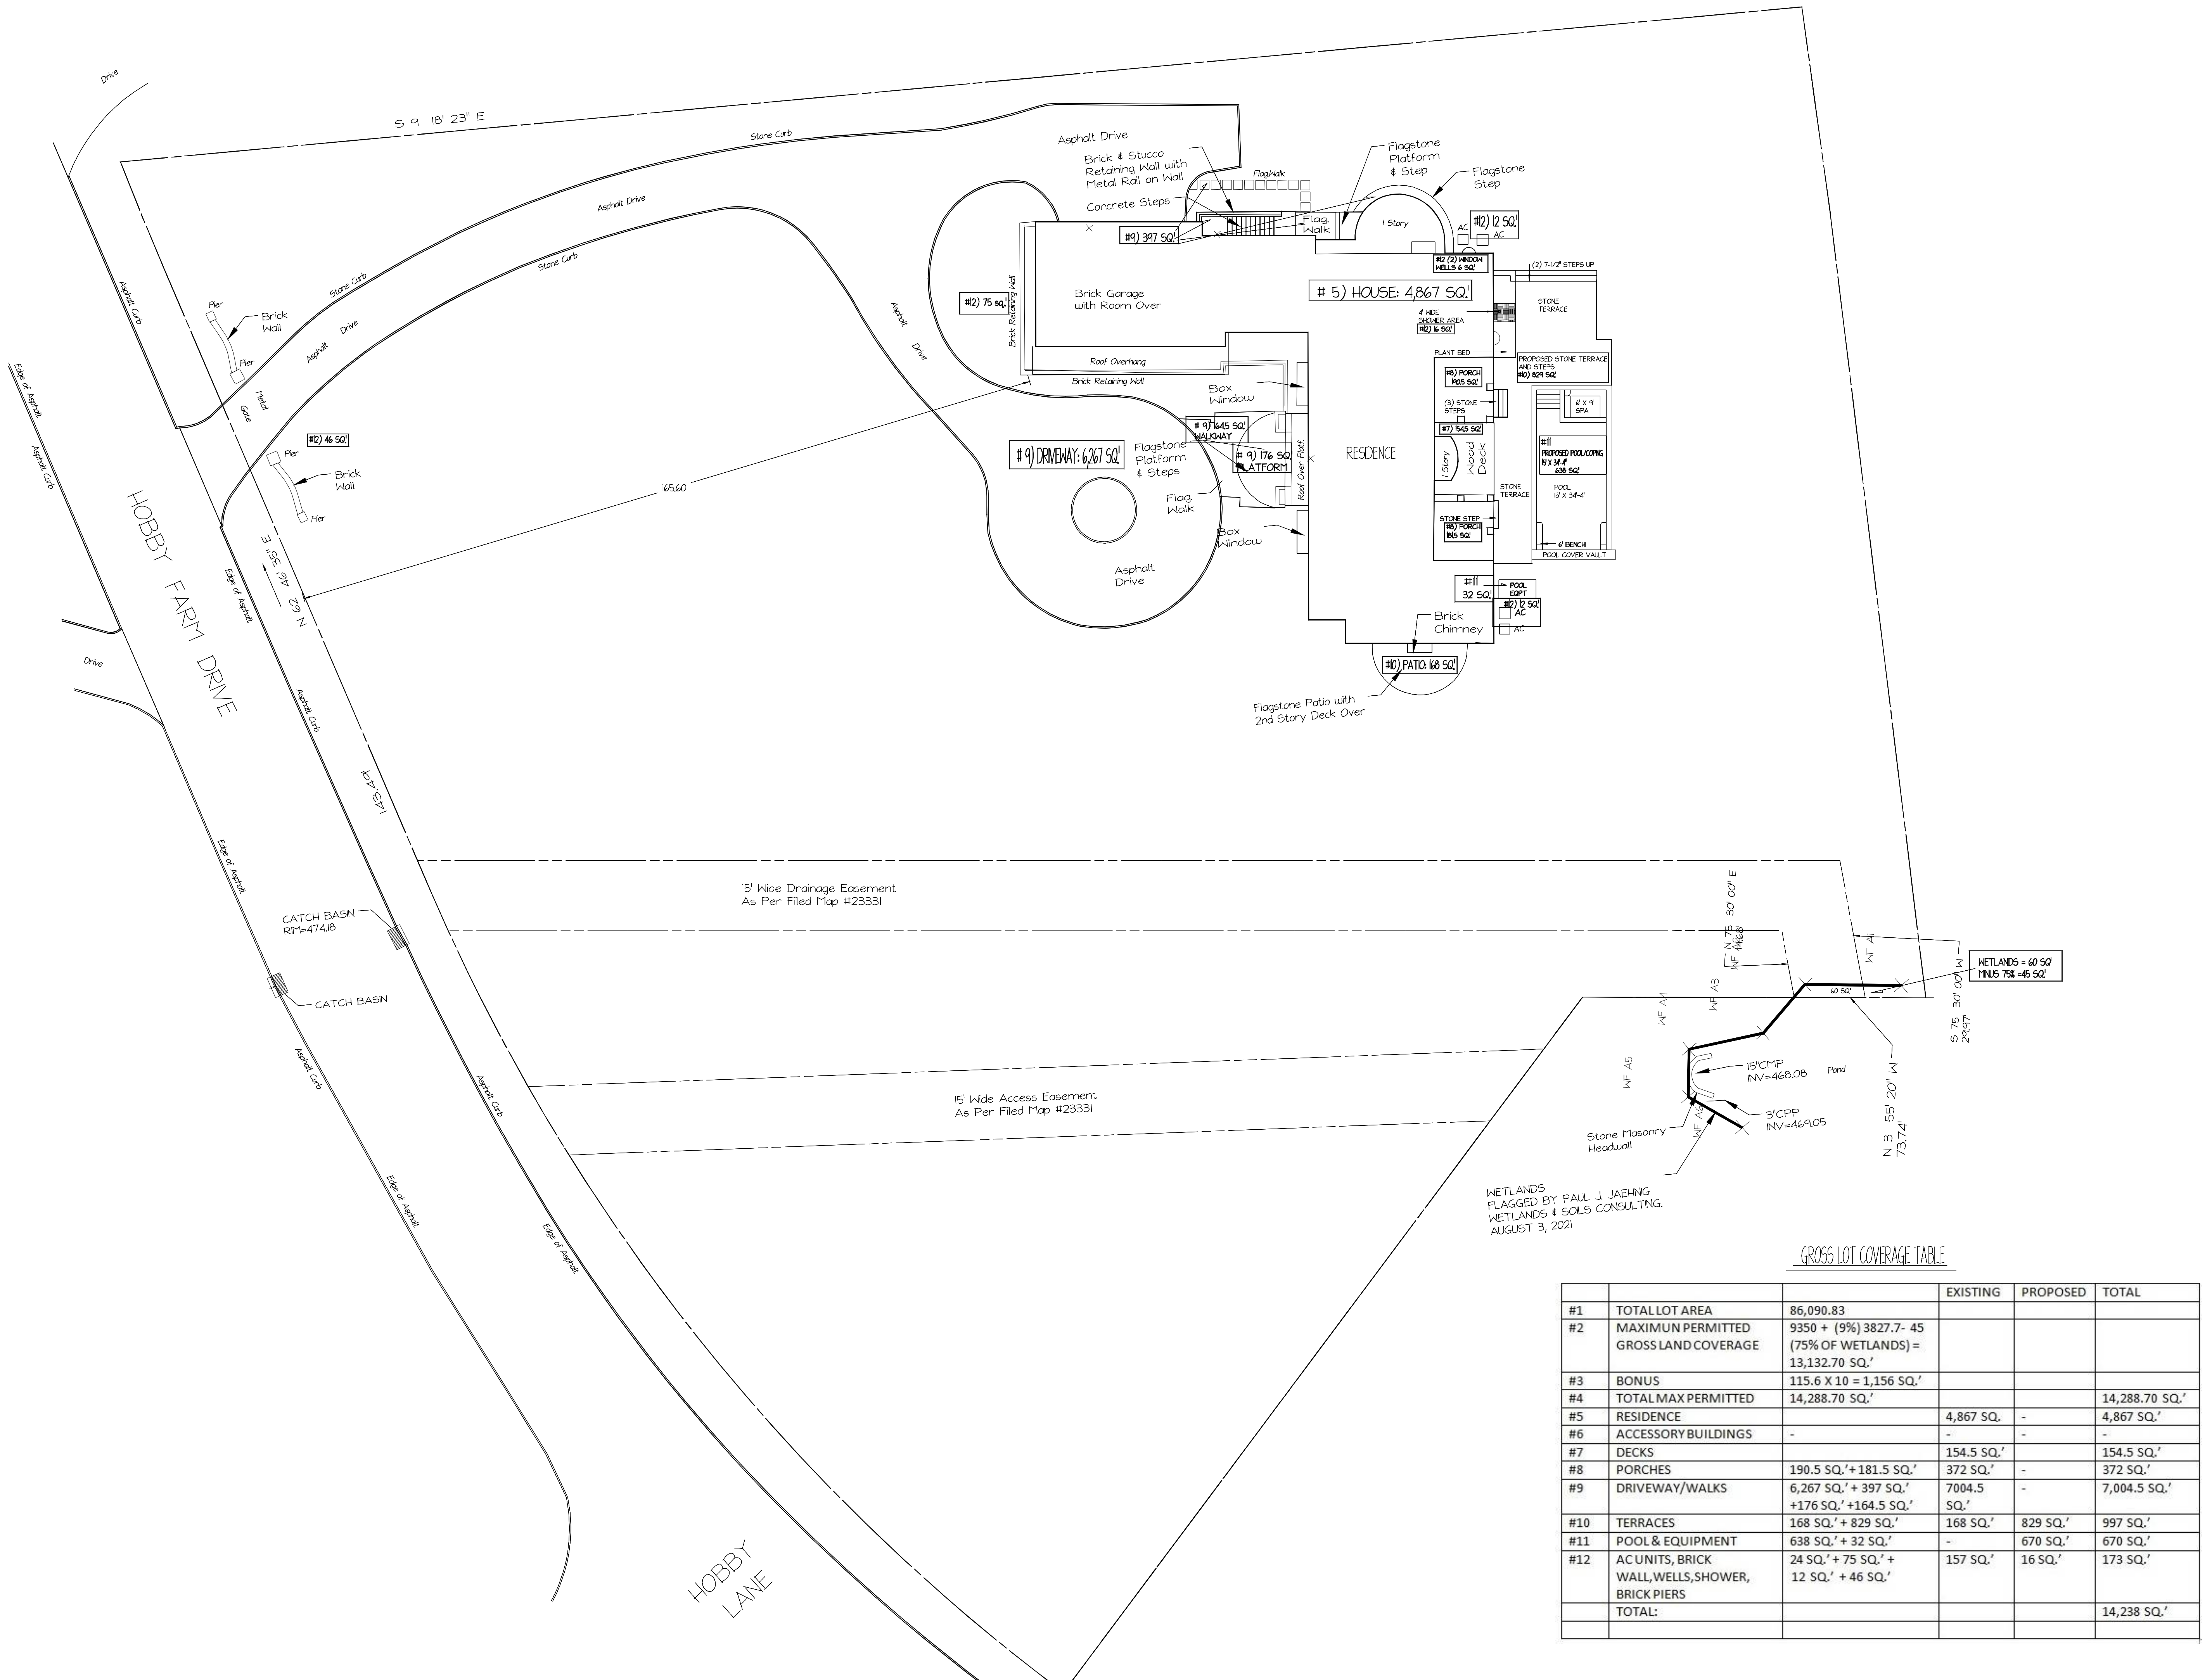 Drive
S 9 18' 23" E
Stone Curb
Asphalt Drive
Asphalt Drive
Stone Curb
Stone Curb
Asphalt Drive
Asphalt Curb
Pier
Brick
Wall
Pier
Metal
Gate
#12) 46 SQ.'
Pier
Brick
Wall
Pier
Edge of Asphalt
Asphalt Curb
HOBBY FARM DRIVE
N 62 46' 35" E
Edge of Asphalt
165.60
Asphalt Curb
143.49
Drive
Brick & Stucco
Retaining Wall with
Metal Rail on Wall
Concrete Steps
Flag.Walk
#9) 397 SQ.'
Flag.
Walk
Flagstone
Platform
& Step
Flagstone
Step
1 Story
AC
#12) 12 SQ.'
AC
#12 (2) WINDOW
WELLS 6 SQ.'
(2) 7-1/2" STEPS UP
# 5) HOUSE: 4,867 SQ.'
STONE
TERRACE
4' WIDE
SHOWER AREA
#12) 16 SQ.'
PLANT BED
PROPOSED STONE TERRACE
AND STEPS
#10) 829 SQ.'
#12) 75 sq.'
Brick Retaining Wall
Brick Garage
with Room Over
Asphalt Drive
Roof Overhang
Brick Retaining Wall
Box
Window
#8) PORCH
190.5 SQ.'
(3) STONE
STEPS
6' X 9'
SPA
#7) 154.5 SQ.'
# 9) 164.5 SQ.'
WALKWAY
# 9) DRIVEWAY: 6,267 SQ.'
Flagstone
Platform
& Steps
# 9) 176 SQ.'
PLATFORM
Roof Over Platf.
RESIDENCE
1 Story
Wood
Deck
#11
PROPOSED POOL/COPING
15' X 34'-4"
638 SQ.'
POOL
15' X 34'-4"
STONE
TERRACE
Flag.
Walk
STONE STEP
#8) PORCH
181.5 SQ.'
Box
Window
6' BENCH
POOL COVER VAULT
Asphalt
Drive
#11
32 SQ.'
POOL
EQPT
#12) 12 SQ.'
AC
AC
Brick
Chimney
#10) PATIO: 168 SQ.'
Flagstone Patio with
2nd Story Deck Over
15' Wide Drainage Easement
As Per Filed Map #23331
Edge of Asphalt
CATCH BASIN
RIM=474.18
CATCH BASIN
Asphalt Curb
Asphalt Curb
N 75 30' 00" E
14.68'
WF A1
WETLANDS = 60 SQ.'
MINUS 75% =45 SQ.'
60 SQ.'
S 75 30' 00" W
29.97'
WF A3
WF A4
WF A5
15"CMP
INV=468.08
Pond
3"CPP
INV=469.05
N 3 55' 20" W
73.74'
WF A6
Stone Masonry
Headwall
15' Wide Access Easement
As Per Filed Map #23331
WETLANDS
FLAGGED BY PAUL J. JAEHNIG
WETLANDS & SOILS CONSULTING.
AUGUST 3, 2021
Edge of Asphalt
Edge of Asphalt
HOBBY
LANE
GROSS LOT COVERAGE TABLE
EXISTING PROPOSED TOTAL
#1 TOTAL LOT AREA 86,090.83
#2 MAXIMUN PERMITTED 9350 + (9%) 3827.7- 45
GROSS LAND COVERAGE (75% OF WETLANDS) =
13,132.70 SQ.'
#3 BONUS 115.6 X 10 = 1,156 SQ.'
#4 TOTAL MAX PERMITTED 14,288.70 SQ.' 14,288.70 SQ.'
#5 RESIDENCE 4,867 SQ. - 4,867 SQ.'
#6 ACCESSORY BUILDINGS - - - -
#7 DECKS 154.5 SQ.' 154.5 SQ.'
#8 PORCHES 190.5 SQ.'+ 181.5 SQ.' 372 SQ.' - 372 SQ.'
#9 DRIVEWAY/WALKS 6,267 SQ.' + 397 SQ.' 7004.5 - 7,004.5 SQ.'
+176 SQ.' +164.5 SQ.' SQ.'
#10 TERRACES 168 SQ.' + 829 SQ.' 168 SQ.' 829 SQ.' 997 SQ.'
#11 POOL & EQUIPMENT 638 SQ.' + 32 SQ.' - 670 SQ.' 670 SQ.'
#12 AC UNITS, BRICK 24 SQ.' + 75 SQ.' + 157 SQ.' 16 SQ.' 173 SQ.'
WALL,WELLS,SHOWER, 12 SQ.' + 46 SQ.'
BRICK PIERS
TOTAL: 14,238 SQ.'